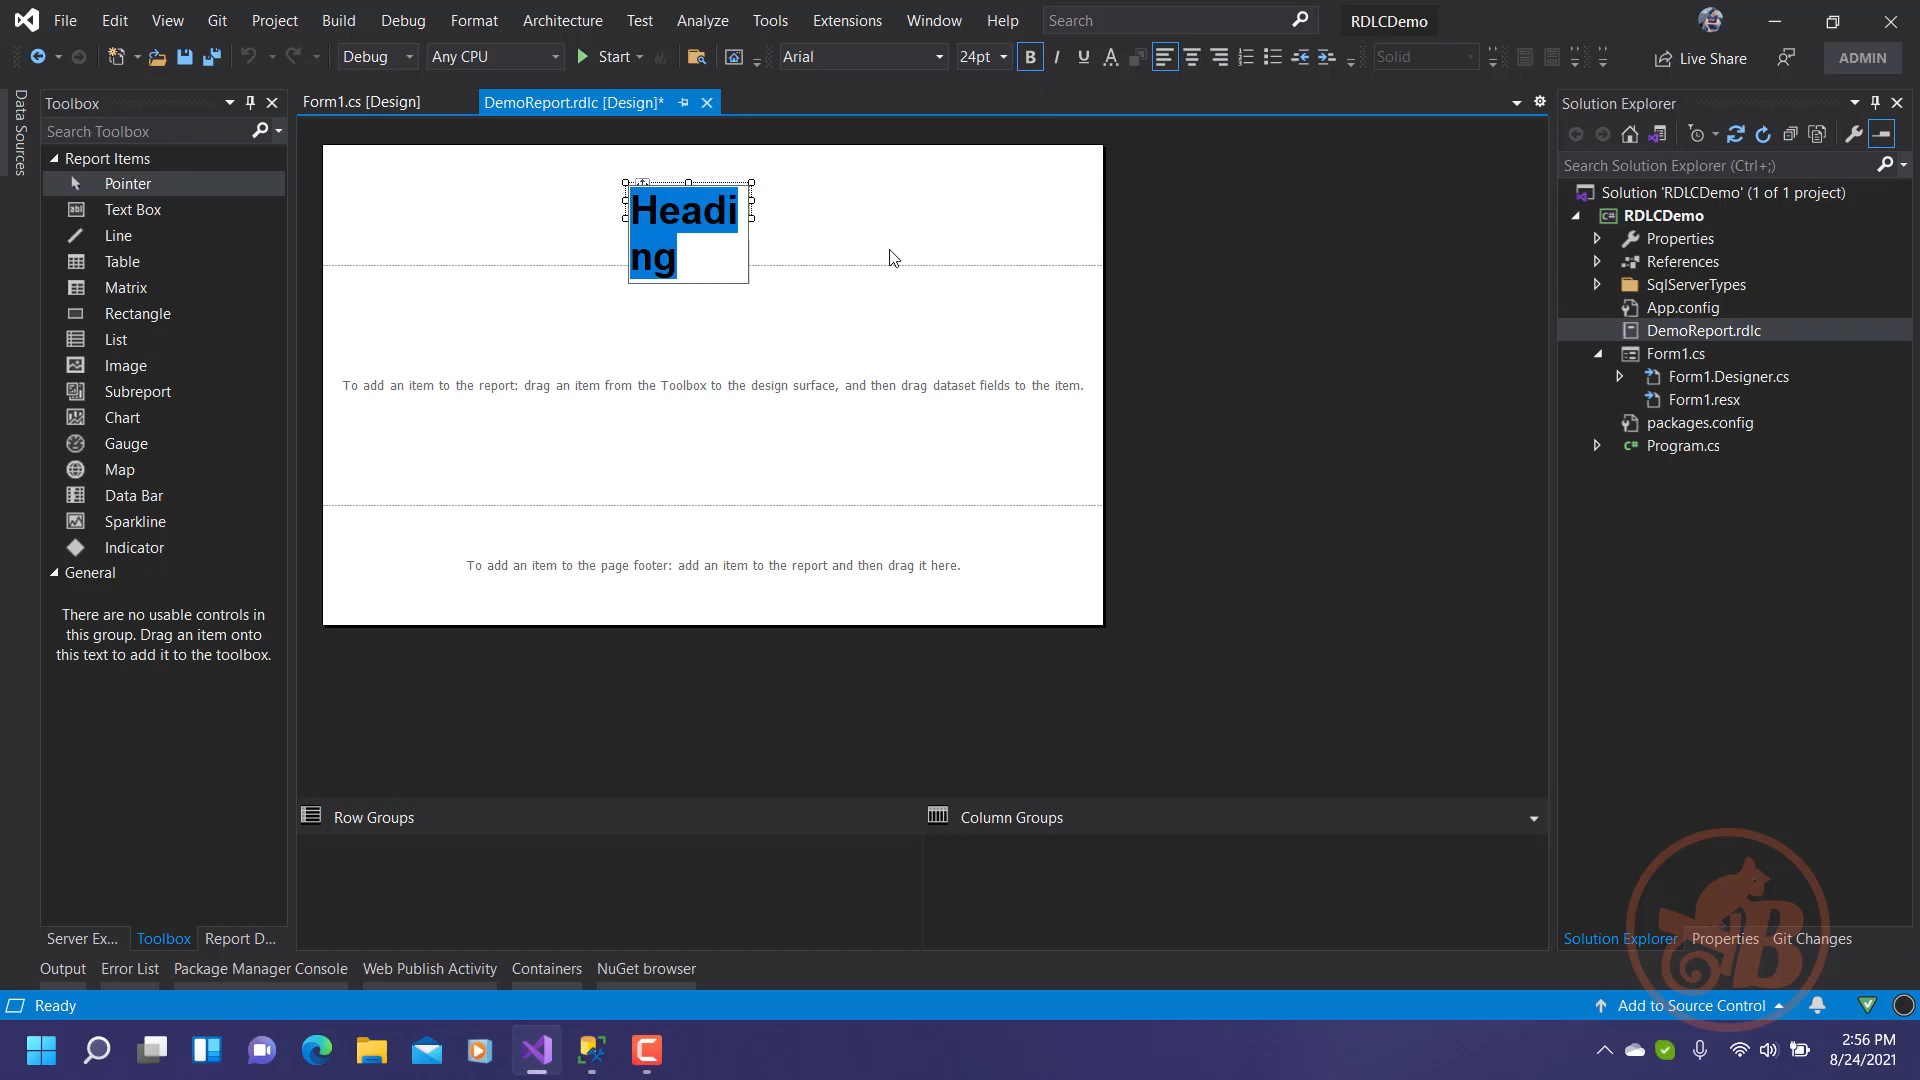 File Edit View Git Project Build Debug Format Architecture Test Analyze Tools Extensions Window Help Search RDLCDemo
Debug Any CPU Start Arial 24pt B I U A Solid Live Share ADMIN
Data Sources
Toolbox
Search Toolbox
Report Items
Pointer
Text Box
Line
Table
Matrix
Rectangle
List
Image
Subreport
Chart
Gauge
Map
Data Bar
Sparkline
Indicator
General
There are no usable controls in
this group. Drag an item onto
this text to add it to the toolbox.
Server Ex... Toolbox Report D...
Form1.cs [Design] DemoReport.rdlc [Design]*
Headi
ng
To add an item to the report: drag an item from the Toolbox to the design surface, and then drag dataset fields to the item.
To add an item to the page footer: add an item to the report and then drag it here.
Row Groups Column Groups
Solution Explorer
Search Solution Explorer (Ctrl+;)
Solution 'RDLCDemo' (1 of 1 project)
RDLCDemo
Properties
References
SqlServerTypes
App.config
DemoReport.rdlc
Form1.cs
Form1.Designer.cs
Form1.resx
packages.config
Program.cs
Solution Explorer Properties Git Changes
Output Error List Package Manager Console Web Publish Activity Containers NuGet browser
Ready Add to Source Control
2:56 PM
8/24/2021